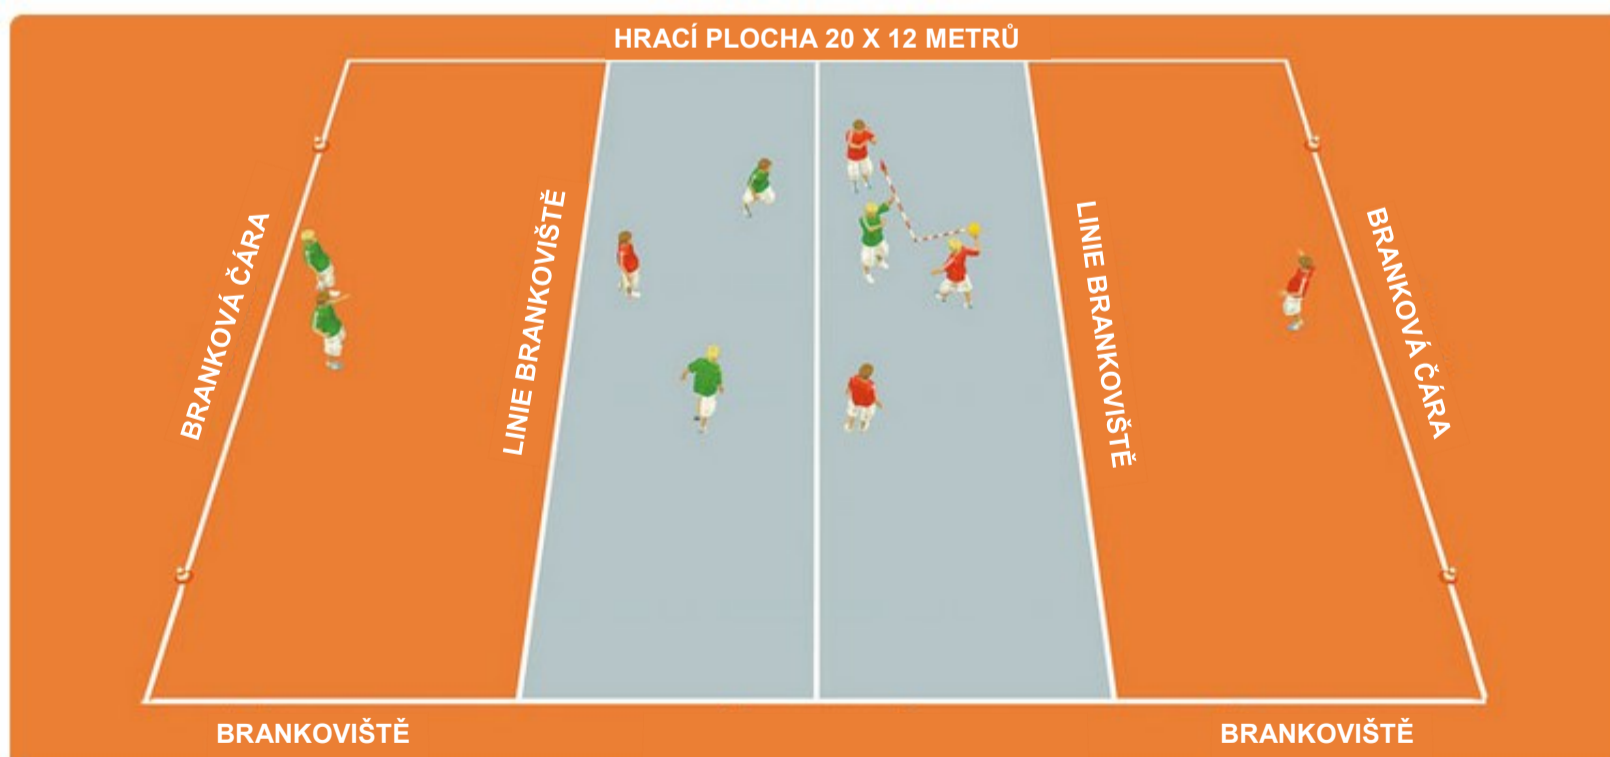 HRACÍ PLOCHA 20 X 12 METRŮ
BRANKOVÁ ČÁRA
LINIE BRANKOVIŠTĚ
LINIE BRANKOVIŠTĚ
BRANKOVÁ ČÁRA
BRANKOVIŠTĚ
BRANKOVIŠTĚ